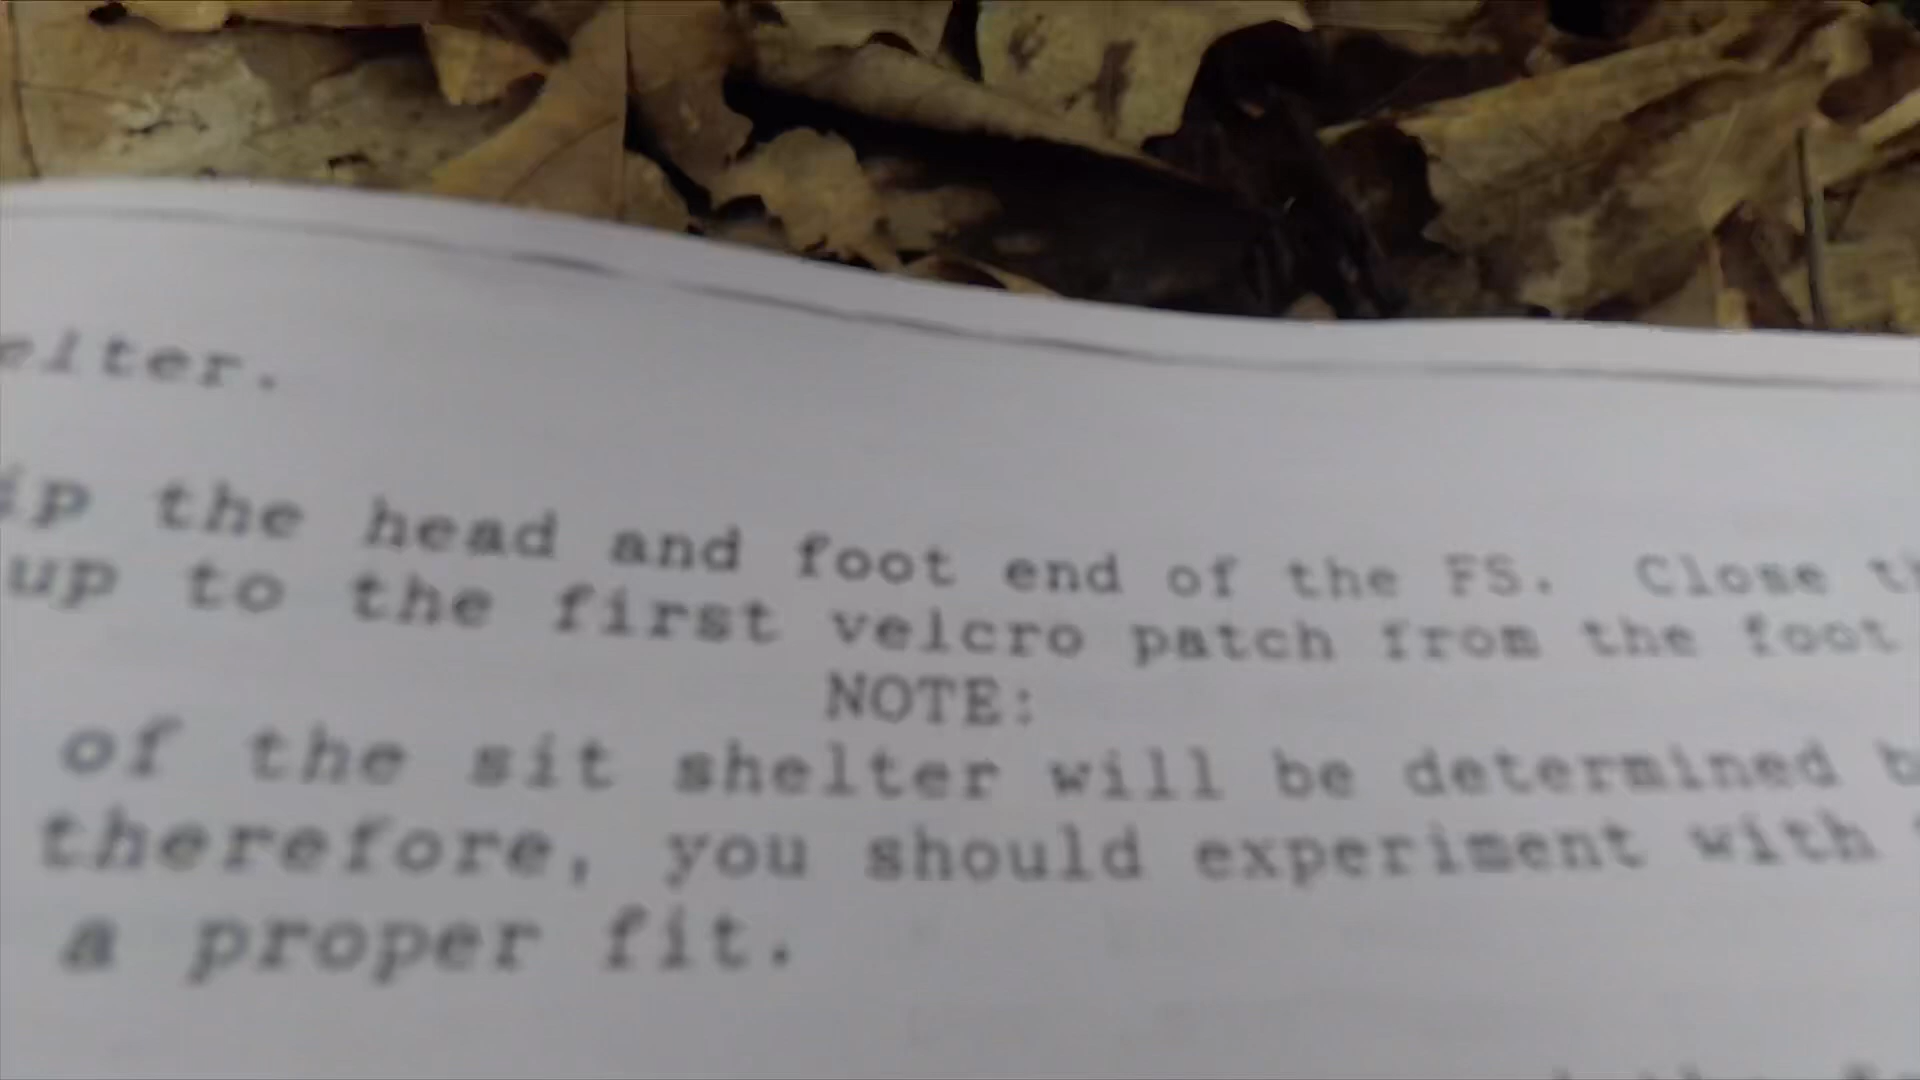 elter.
ip the head and foot end of the FS. Close th
up to the first velcro patch from the foot
NOTE:
of the sit shelter will be determined b
therefore, you should experiment with
a proper fit.